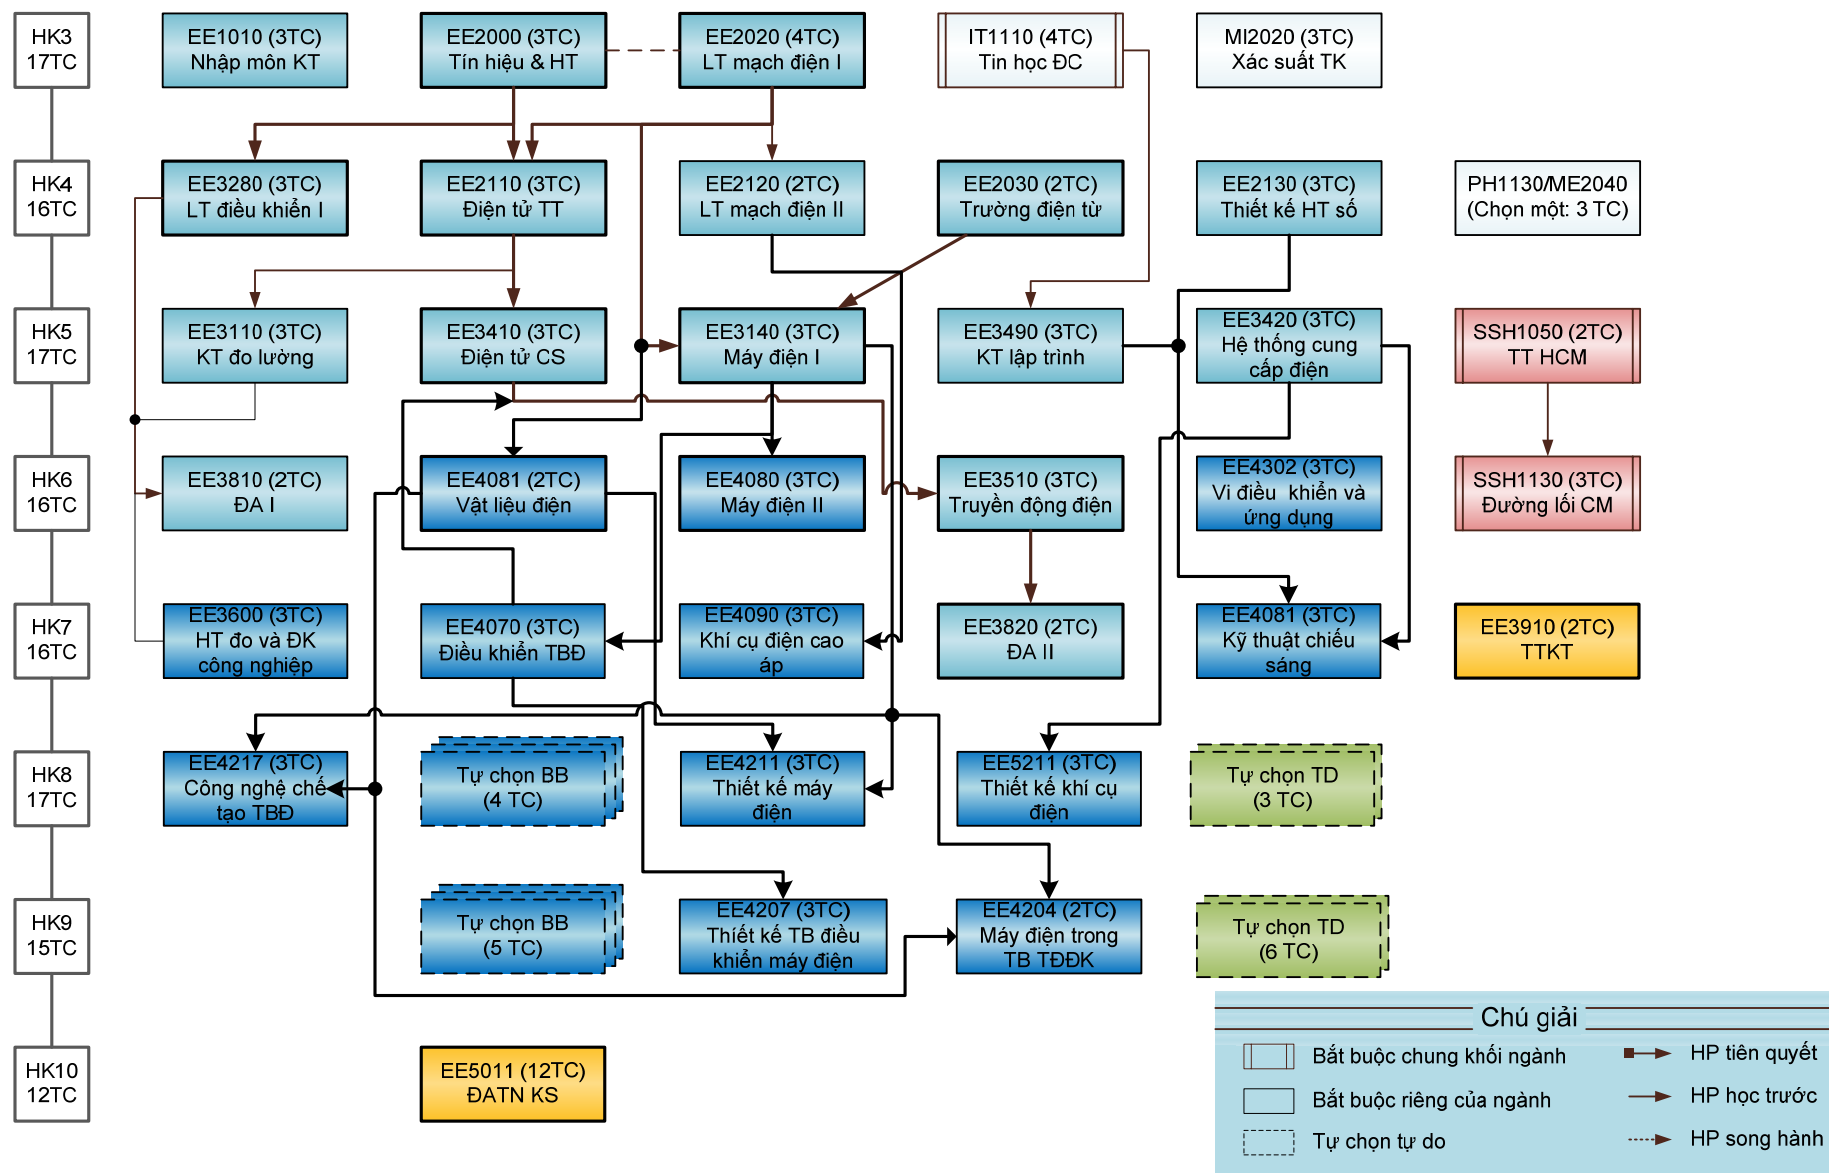 HK3
17TC
EE1010 (3TC)
Nhập môn KT
EE2000 (3TC)
Tín hiệu & HT
EE2020 (4TC)
LT mạch điện I
IT1110 (4TC)
Tin học ĐC
MI2020 (3TC)
Xác suất TK
HK4
16TC
EE3280 (3TC)
LT điều khiển I
EE2110 (3TC)
Điện tử TT
EE2120 (2TC)
LT mạch điện II
EE2030 (2TC)
Trường điện từ
EE2130 (3TC)
Thiết kế HT số
PH1130/ME2040
(Chọn một: 3 TC)
HK5
17TC
EE3110 (3TC)
KT đo lường
EE3410 (3TC)
Điện tử CS
EE3140 (3TC)
Máy điện I
EE3490 (3TC)
KT lập trình
EE3420 (3TC)
Hệ thống cung
cấp điện
SSH1050 (2TC)
TT HCM
HK6
16TC
EE3810 (2TC)
ĐA I
EE4081 (2TC)
Vật liệu điện
EE4080 (3TC)
Máy điện II
EE3510 (3TC)
Truyền động điện
EE4302 (3TC)
Vi điều khiển và
ứng dụng
SSH1130 (3TC)
Đường lối CM
HK7
16TC
EE3600 (3TC)
HT đo và ĐK
công nghiệp
EE4070 (3TC)
Điều khiển TBĐ
EE4090 (3TC)
Khí cụ điện cao
áp
EE3820 (2TC)
ĐA II
EE4081 (3TC)
Kỹ thuật chiếu
sáng
EE3910 (2TC)
TTKT
HK8
17TC
EE4217 (3TC)
Công nghệ chế
tạo TBĐ
Tự chọn BB
(4 TC)
EE4211 (3TC)
Thiết kế máy
điện
EE5211 (3TC)
Thiết kế khí cụ
điện
Tự chọn TD
(3 TC)
HK9
15TC
Tự chọn BB
(5 TC)
EE4207 (3TC)
Thiết kế TB điều
khiển máy điện
EE4204 (2TC)
Máy điện trong
TB TĐĐK
Tự chọn TD
(6 TC)
HK10
12TC
EE5011 (12TC)
ĐATN KS
Chú giải
Bắt buộc chung khối ngành
HP tiên quyết
Bắt buộc riêng của ngành
HP học trước
Tự chọn tự do
HP song hành